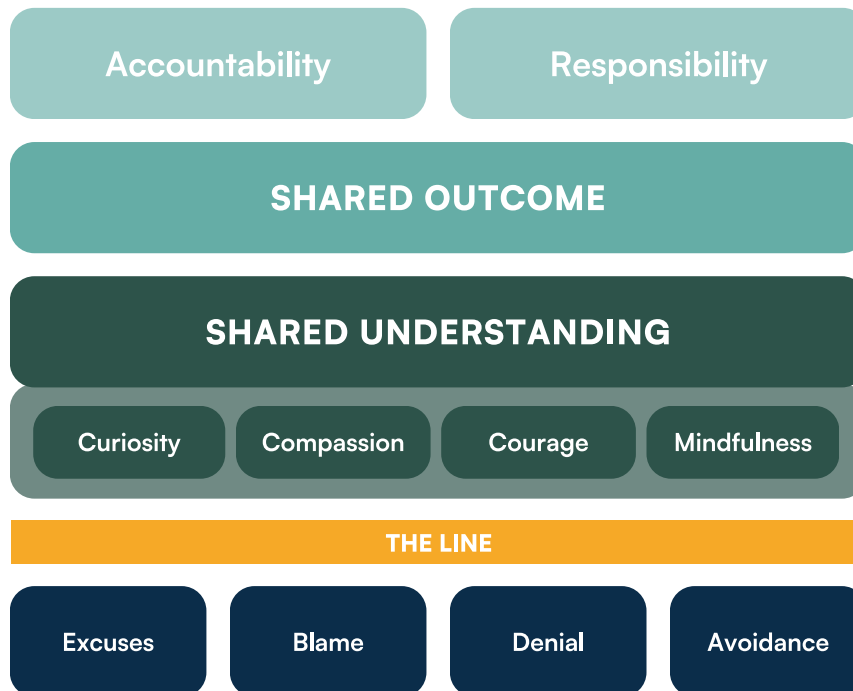 Accountability Responsibility
SHARED OUTCOME
SHARED UNDERSTANDING
Curiosity Compassion Courage Mindfulness
THE LINE
Excuses Blame Denial Avoidance